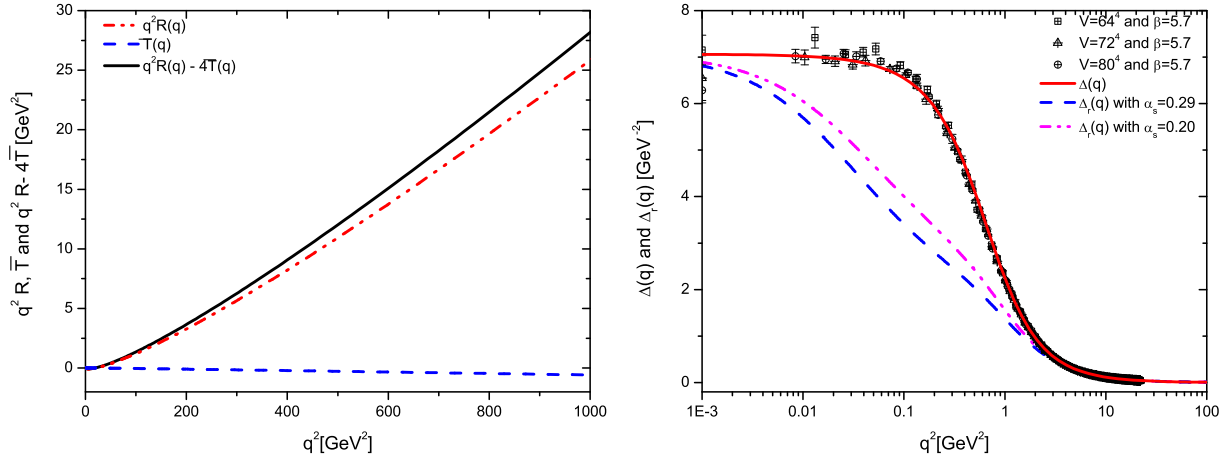 q²R(q)
T̅(q)
q²R(q) - 4T̅(q)
q² R, T̅ and q² R- 4T̅ [GeV²]
30
25
20
15
10
5
0
0 200 400 600 800 1000
q²[GeV²]
V=64⁴ and β=5.7
V=72⁴ and β=5.7
V=80⁴ and β=5.7
Δ(q)
Δᵣ(q) with αₛ=0.29
Δᵣ(q) with αₛ=0.20
Δ(q) and Δᵣ(q) [GeV⁻²]
8
6
4
2
0
1E-3 0.01 0.1 1 10 100
q²[GeV²]